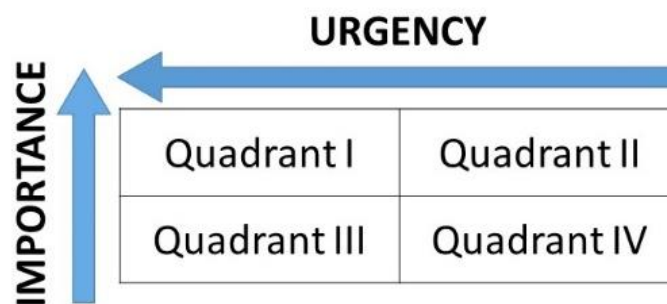 URGENCY
IMPORTANCE
Quadrant I
Quadrant II
Quadrant III
Quadrant IV